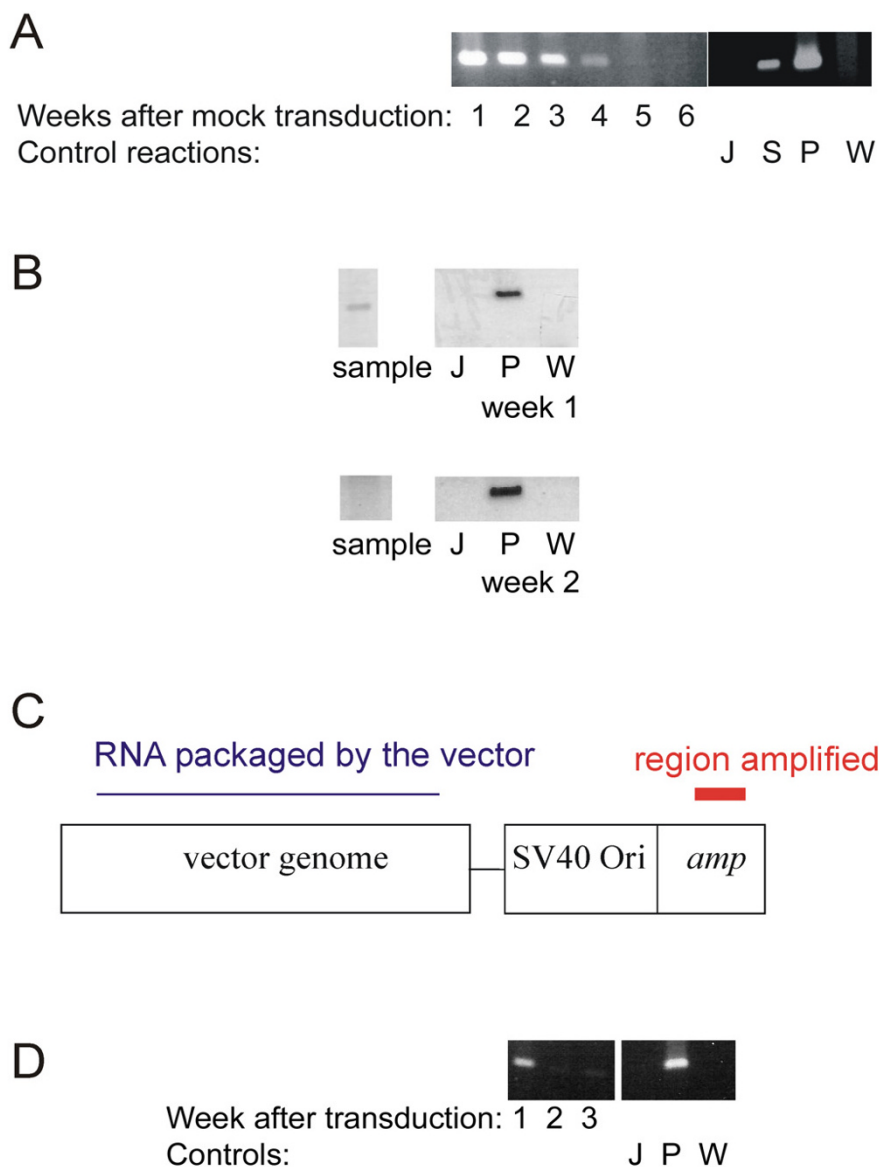 A
Weeks after mock transduction: 1 2 3 4 5 6
Control reactions: J S P W
B
sample J P W
week 1
sample J P W
week 2
C
RNA packaged by the vector region amplified
vector genome SV40 Ori amp
D
Week after transduction: 1 2 3
Controls: J P W